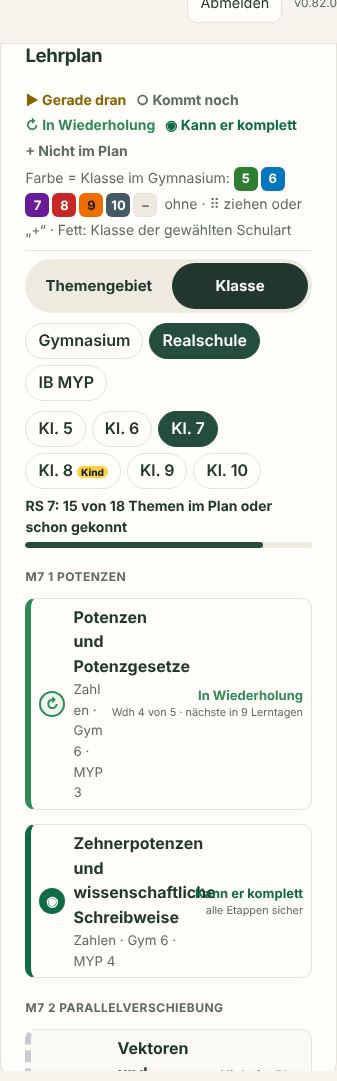 Abmelden v0.82.0
Lehrplan
▶ Gerade dran ○ Kommt noch
↻ In Wiederholung ◉ Kann er komplett
+ Nicht im Plan
Farbe = Klasse im Gymnasium: 5 6
7 8 9 10 – ohne · ⠿ ziehen oder
„+“ · Fett: Klasse der gewählten Schulart
Themengebiet Klasse
Gymnasium Realschule
IB MYP
Kl. 5 Kl. 6 Kl. 7
Kl. 8 Kind Kl. 9 Kl. 10
RS 7: 15 von 18 Themen im Plan oder
schon gekonnt
M7 1 POTENZEN
Potenzen
und
Potenzgesetze
Zahl
en ·
Gym
6 ·
MYP
3
In Wiederholung
Wdh 4 von 5 · nächste in 9 Lerntagen
Zehnerpotenzen
und
wissenschaftliche
Schreibweise
Zahlen · Gym 6 ·
MYP 4
Kann er komplett
alle Etappen sicher
M7 2 PARALLELVERSCHIEBUNG
Vektoren